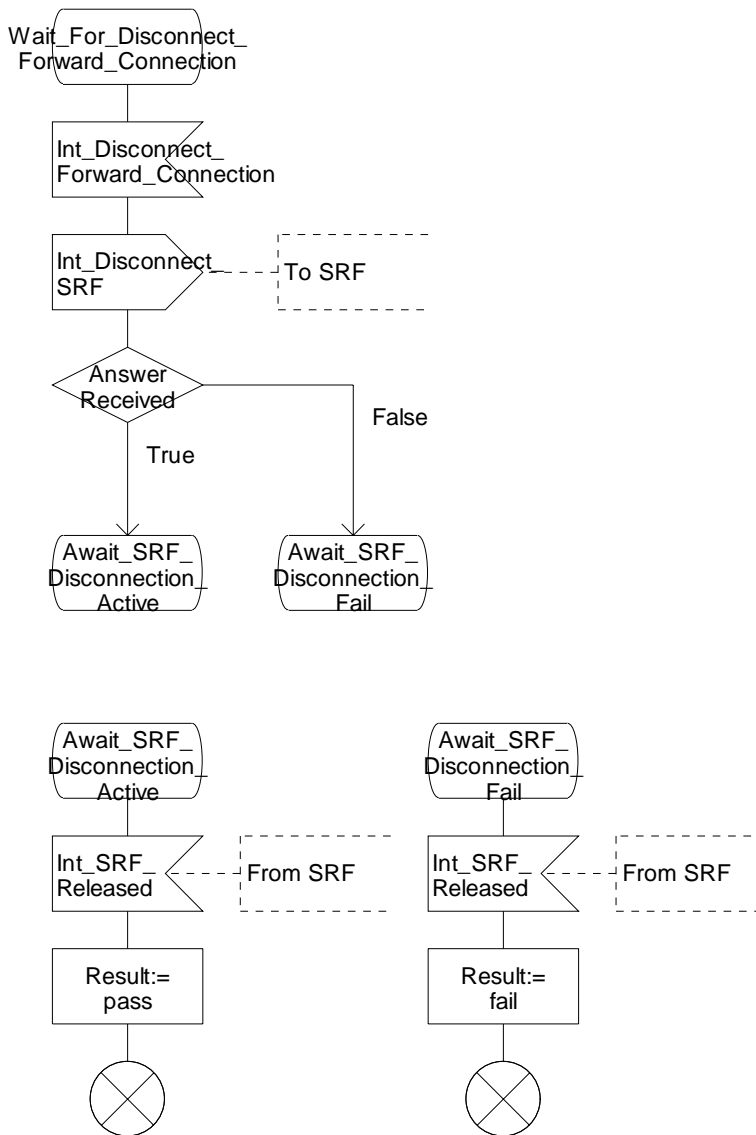 Wait_For_Disconnect_
Forward_Connection
Int_Disconnect_
Forward_Connection
Int_Disconnect_
SRF
To SRF
Answer
Received
False
True
Await_SRF_
Disconnection_
Active
Await_SRF_
Disconnection_
Fail
Await_SRF_
Disconnection_
Active
Await_SRF_
Disconnection_
Fail
Int_SRF_
Released
From SRF
Int_SRF_
Released
From SRF
Result:=
pass
Result:=
fail